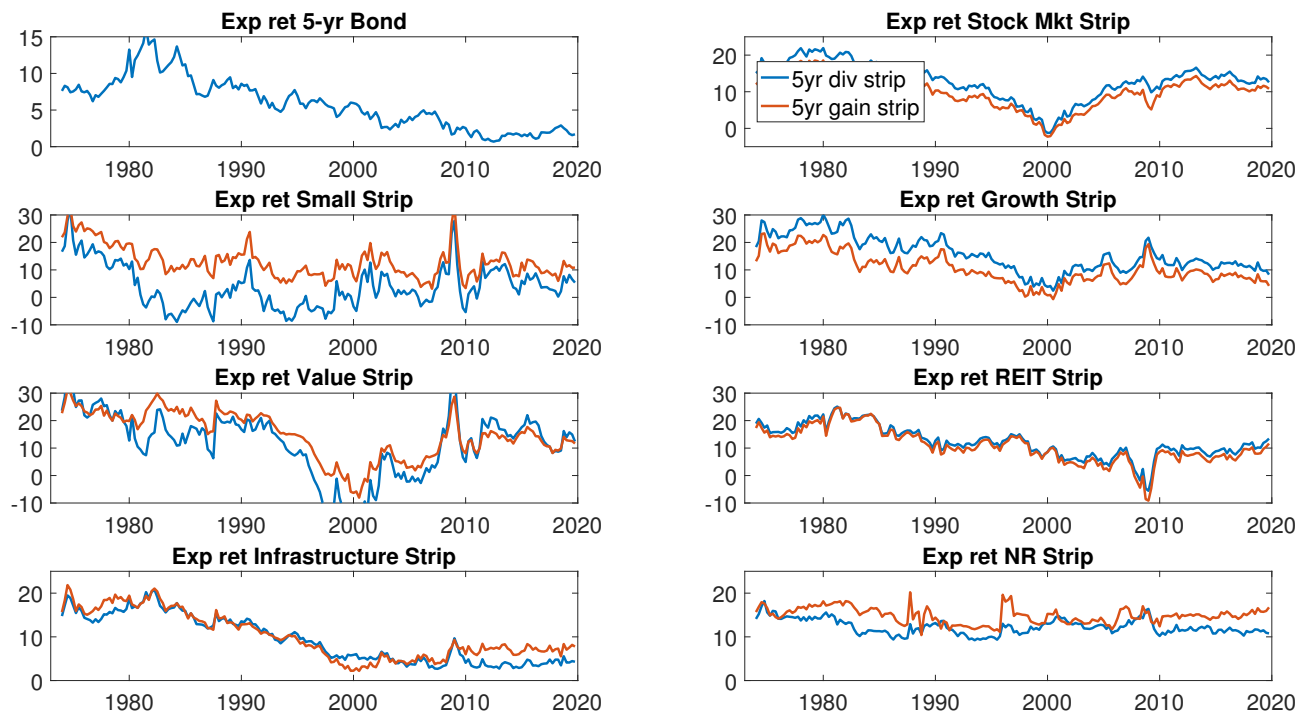 Exp ret 5-yr Bond
15
10
5
0
1980 1990 2000 2010 2020
Exp ret Stock Mkt Strip
20
10
0
5yr div strip
5yr gain strip
1980 1990 2000 2010 2020
Exp ret Small Strip
30
20
10
0
-10
1980 1990 2000 2010 2020
Exp ret Growth Strip
30
20
10
0
-10
1980 1990 2000 2010 2020
Exp ret Value Strip
30
20
10
0
-10
1980 1990 2000 2010 2020
Exp ret REIT Strip
30
20
10
0
-10
1980 1990 2000 2010 2020
Exp ret Infrastructure Strip
20
10
0
1980 1990 2000 2010 2020
Exp ret NR Strip
20
10
0
1980 1990 2000 2010 2020